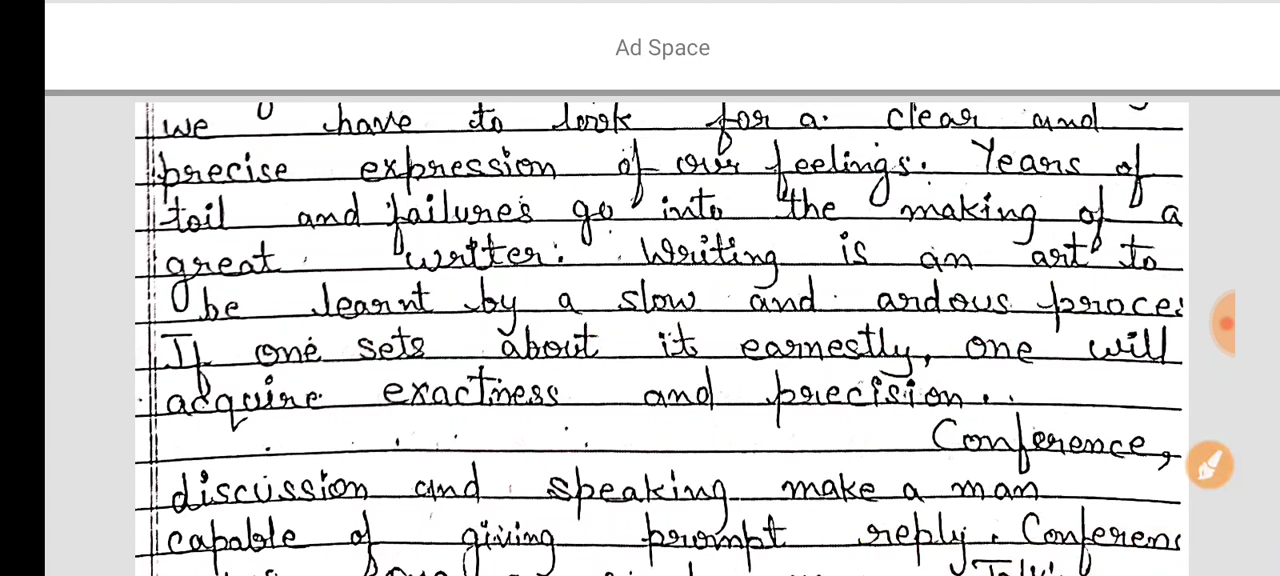 Ad Space
we have to look for a clear and
precise expression of our feelings. Years of
toil and failures go into the making of a
great writter. Writing is an art to
be learnt by a slow and ardous proces
If one sets about it earnestly, one will
acquire exactness and precision.
Conference,
discussion and speaking make a man
capable of giving prompt reply. Conferenc